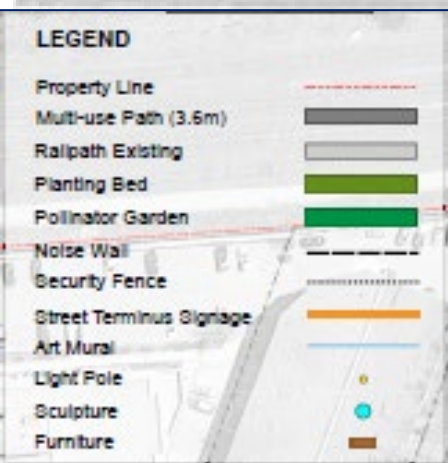 LEGEND
Property Line
Multi-use Path (3.6m)
Railpath Existing
Planting Bed
Pollinator Garden
Noise Wall
Security Fence
Street Terminus Signage
Art Mural
Light Pole
Sculpture
Furniture